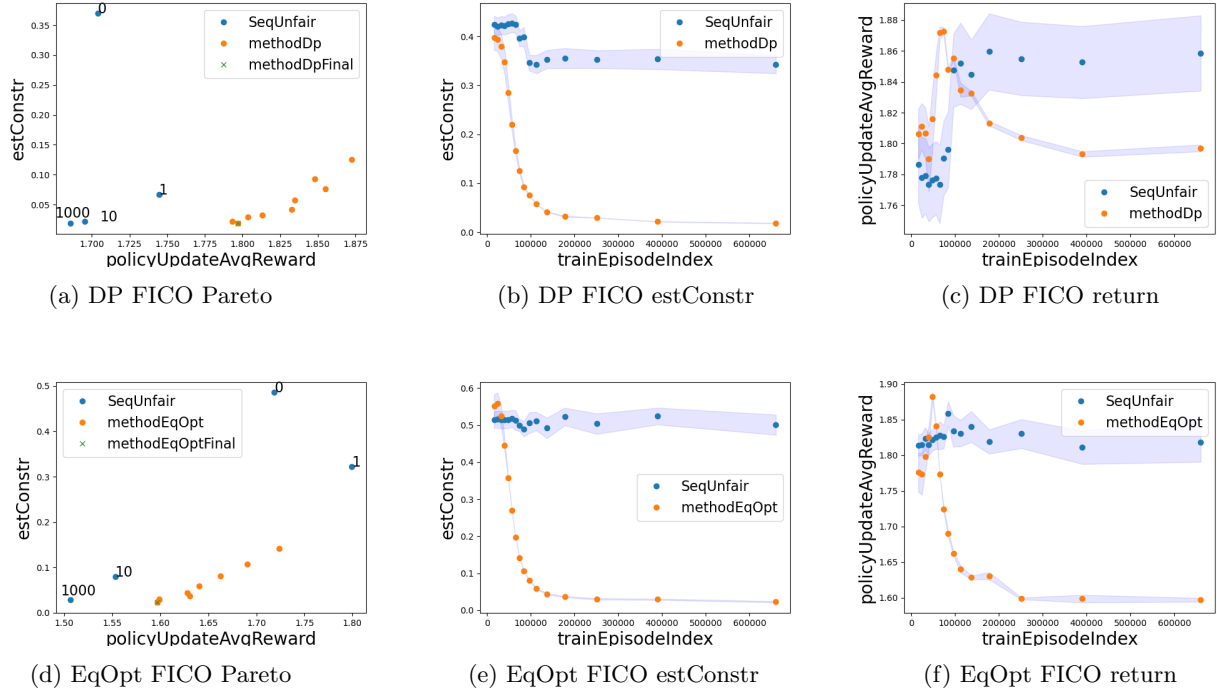 0
SeqUnfair
methodDp
methodDpFinal
estConstr
0.35
0.30
0.25
0.20
0.15
0.10
0.05
1
1000
10
1.700 1.725 1.750 1.775 1.800 1.825 1.850 1.875
policyUpdateAvgReward
(a) DP FICO Pareto
SeqUnfair
methodDp
estConstr
0.4
0.3
0.2
0.1
0.0
0 100000 200000 300000 400000 500000 600000
trainEpisodeIndex
(b) DP FICO estConstr
policyUpdateAvgReward
1.88
1.86
1.84
1.82
1.80
1.78
1.76
SeqUnfair
methodDp
0 100000 200000 300000 400000 500000 600000
trainEpisodeIndex
(c) DP FICO return
0
SeqUnfair
methodEqOpt
methodEqOptFinal
estConstr
0.5
0.4
0.3
0.2
0.1
0.0
1
10
1000
1.50 1.55 1.60 1.65 1.70 1.75 1.80
policyUpdateAvgReward
(d) EqOpt FICO Pareto
estConstr
0.6
0.5
0.4
0.3
0.2
0.1
0.0
SeqUnfair
methodEqOpt
0 100000 200000 300000 400000 500000 600000
trainEpisodeIndex
(e) EqOpt FICO estConstr
SeqUnfair
methodEqOpt
policyUpdateAvgReward
1.90
1.85
1.80
1.75
1.70
1.65
1.60
0 100000 200000 300000 400000 500000 600000
trainEpisodeIndex
(f) EqOpt FICO return